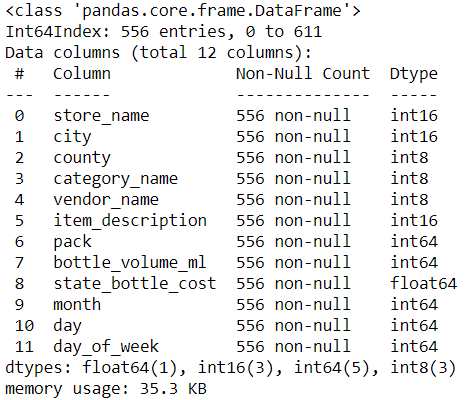 <class 'pandas.core.frame.DataFrame'>
Int64Index: 556 entries, 0 to 611
Data columns (total 12 columns):
 #   Column             Non-Null Count  Dtype
---  ------             --------------  -----
 0   store_name         556 non-null    int16
 1   city               556 non-null    int16
 2   county             556 non-null    int8
 3   category_name      556 non-null    int8
 4   vendor_name        556 non-null    int8
 5   item_description   556 non-null    int16
 6   pack               556 non-null    int64
 7   bottle_volume_ml   556 non-null    int64
 8   state_bottle_cost  556 non-null    float64
 9   month              556 non-null    int64
 10  day                556 non-null    int64
 11  day_of_week        556 non-null    int64
dtypes: float64(1), int16(3), int64(5), int8(3)
memory usage: 35.3 KB